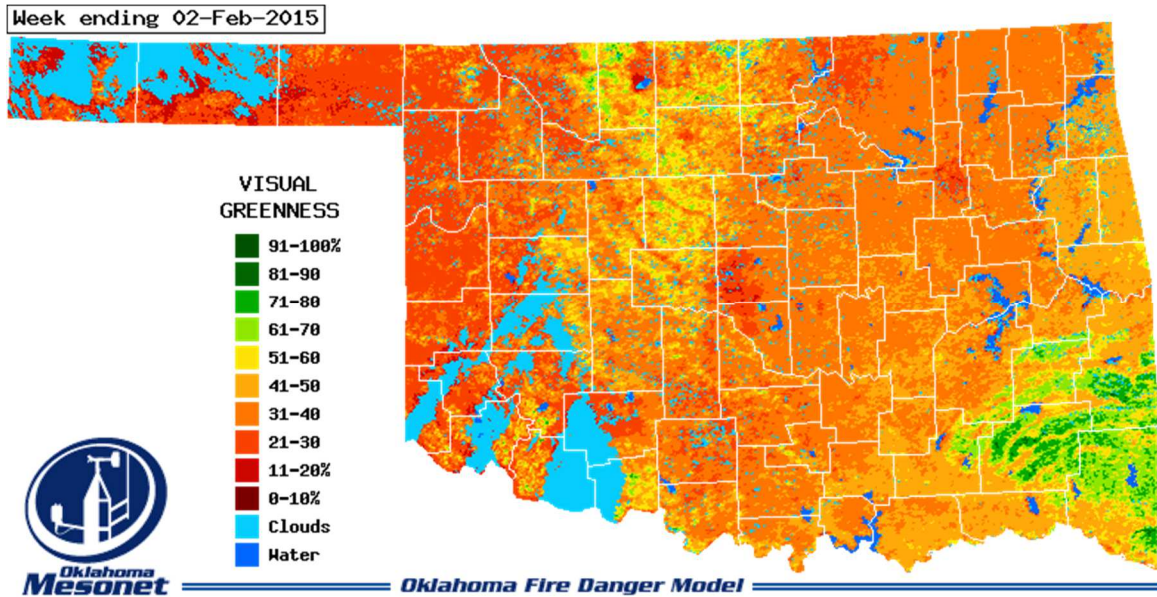 Week ending 02-Feb-2015
VISUAL
GREENNESS
91-100%
81-90
71-80
61-70
51-60
41-50
31-40
21-30
11-20%
0-10%
Clouds
Water
Oklahoma
Mesonet
Oklahoma Fire Danger Model